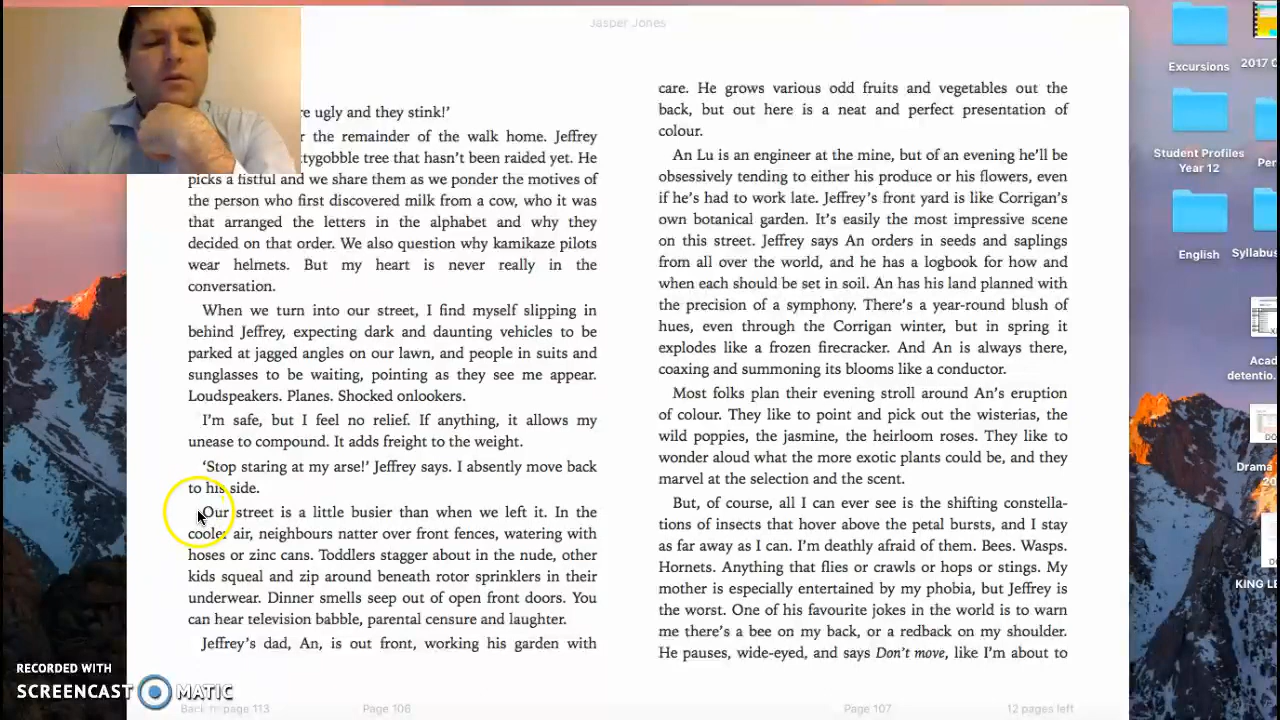 Jasper Jones
re ugly and they stink!’
r the remainder of the walk home. Jeffrey
tygobble tree that hasn’t been raided yet. He
picks a fistful and we share them as we ponder the motives of
the person who first discovered milk from a cow, who it was
that arranged the letters in the alphabet and why they
decided on that order. We also question why kamikaze pilots
wear helmets. But my heart is never really in the
conversation.
When we turn into our street, I find myself slipping in
behind Jeffrey, expecting dark and daunting vehicles to be
parked at jagged angles on our lawn, and people in suits and
sunglasses to be waiting, pointing as they see me appear.
Loudspeakers. Planes. Shocked onlookers.
I’m safe, but I feel no relief. If anything, it allows my
unease to compound. It adds freight to the weight.
‘Stop staring at my arse!’ Jeffrey says. I absently move back
to his side.
Our street is a little busier than when we left it. In the
cooler air, neighbours natter over front fences, watering with
hoses or zinc cans. Toddlers stagger about in the nude, other
kids squeal and zip around beneath rotor sprinklers in their
underwear. Dinner smells seep out of open front doors. You
can hear television babble, parental censure and laughter.
Jeffrey’s dad, An, is out front, working his garden with
care. He grows various odd fruits and vegetables out the
back, but out here is a neat and perfect presentation of
colour.
An Lu is an engineer at the mine, but of an evening he’ll be
obsessively tending to either his produce or his flowers, even
if he’s had to work late. Jeffrey’s front yard is like Corrigan’s
own botanical garden. It’s easily the most impressive scene
on this street. Jeffrey says An orders in seeds and saplings
from all over the world, and he has a logbook for how and
when each should be set in soil. An has his land planned with
the precision of a symphony. There’s a year-round blush of
hues, even through the Corrigan winter, but in spring it
explodes like a frozen firecracker. And An is always there,
coaxing and summoning its blooms like a conductor.
Most folks plan their evening stroll around An’s eruption
of colour. They like to point and pick out the wisterias, the
wild poppies, the jasmine, the heirloom roses. They like to
wonder aloud what the more exotic plants could be, and they
marvel at the selection and the scent.
But, of course, all I can ever see is the shifting constella-
tions of insects that hover above the petal bursts, and I stay
as far away as I can. I’m deathly afraid of them. Bees. Wasps.
Hornets. Anything that flies or crawls or hops or stings. My
mother is especially entertained by my phobia, but Jeffrey is
the worst. One of his favourite jokes in the world is to warn
me there’s a bee on my back, or a redback on my shoulder.
He pauses, wide-eyed, and says Don’t move, like I’m about to
Back to page 113
Page 106
Page 107
12 pages left
Excursions
2017
Student Profiles
Year 12
Per
English
Syllabus
Acad
detentio..
Drama
KING LE
RECORDED WITH
SCREENCAST MATIC